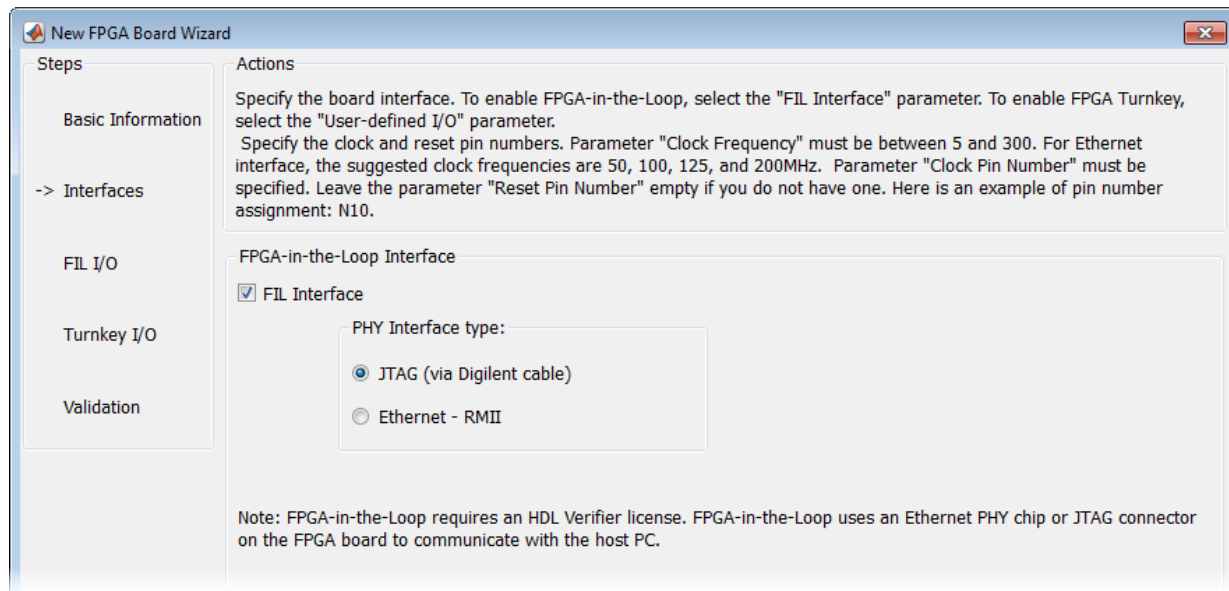 New FPGA Board Wizard
Steps
Basic Information
-> Interfaces
FIL I/O
Turnkey I/O
Validation
Actions
Specify the board interface. To enable FPGA-in-the-Loop, select the "FIL Interface" parameter. To enable FPGA Turnkey,
select the "User-defined I/O" parameter.
Specify the clock and reset pin numbers. Parameter "Clock Frequency" must be between 5 and 300. For Ethernet
interface, the suggested clock frequencies are 50, 100, 125, and 200MHz.  Parameter "Clock Pin Number" must be
specified. Leave the parameter "Reset Pin Number" empty if you do not have one. Here is an example of pin number
assignment: N10.
FPGA-in-the-Loop Interface
FIL Interface
PHY Interface type:
JTAG (via Digilent cable)
Ethernet - RMII
Note: FPGA-in-the-Loop requires an HDL Verifier license. FPGA-in-the-Loop uses an Ethernet PHY chip or JTAG connector
on the FPGA board to communicate with the host PC.